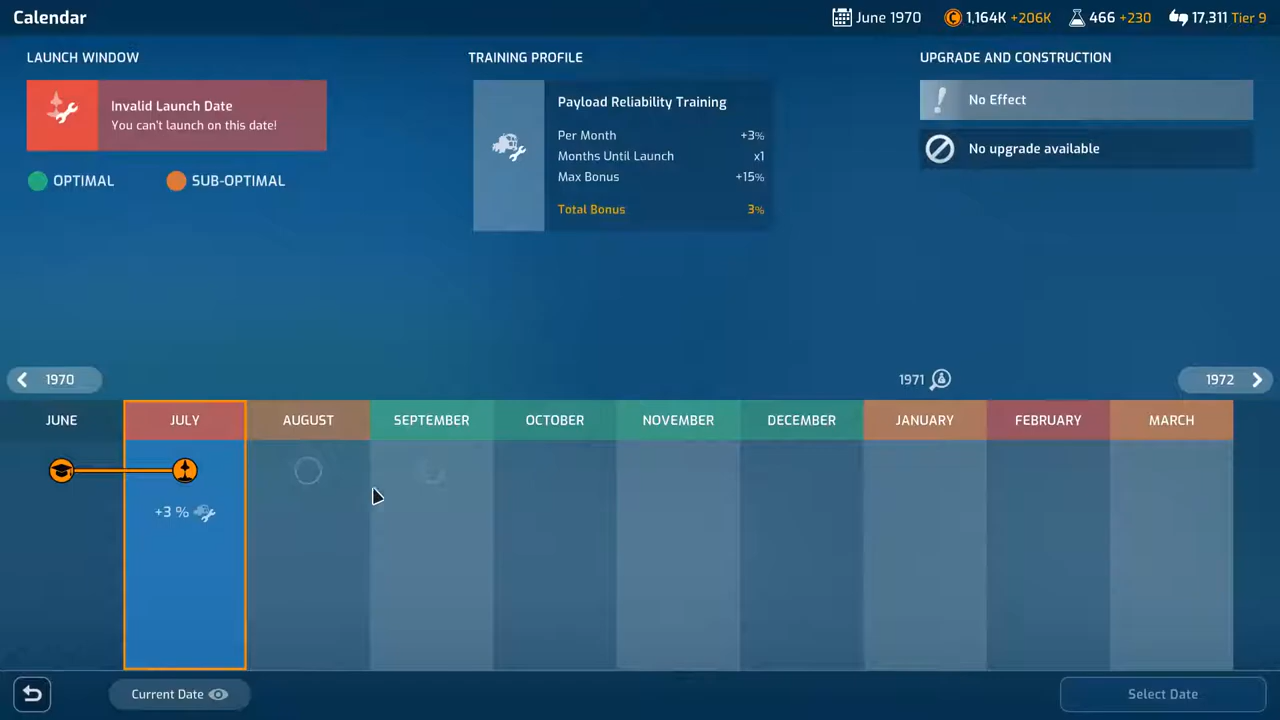 Calendar
June 1970
1,164K +206K
466 +230
17,311 Tier 9
LAUNCH WINDOW
Invalid Launch Date
You can't launch on this date!
OPTIMAL
SUB-OPTIMAL
TRAINING PROFILE
Payload Reliability Training
Per Month +3%
Months Until Launch x1
Max Bonus +15%
Total Bonus 3%
UPGRADE AND CONSTRUCTION
No Effect
No upgrade available
1970
1971
1972
JUNE
JULY
AUGUST
SEPTEMBER
OCTOBER
NOVEMBER
DECEMBER
JANUARY
FEBRUARY
MARCH
+3 %
Current Date
Select Date